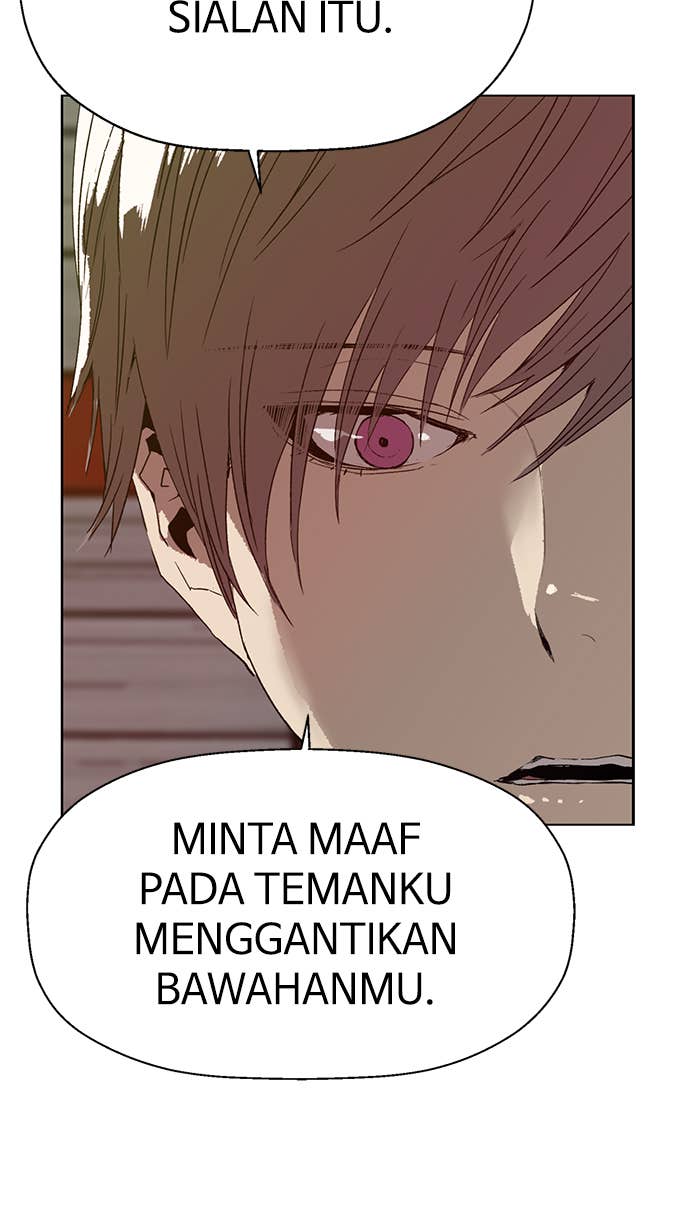 SIALAN ITU.
MINTA MAAF
PADA TEMANKU
MENGGANTIKAN
BAWAHANMU.